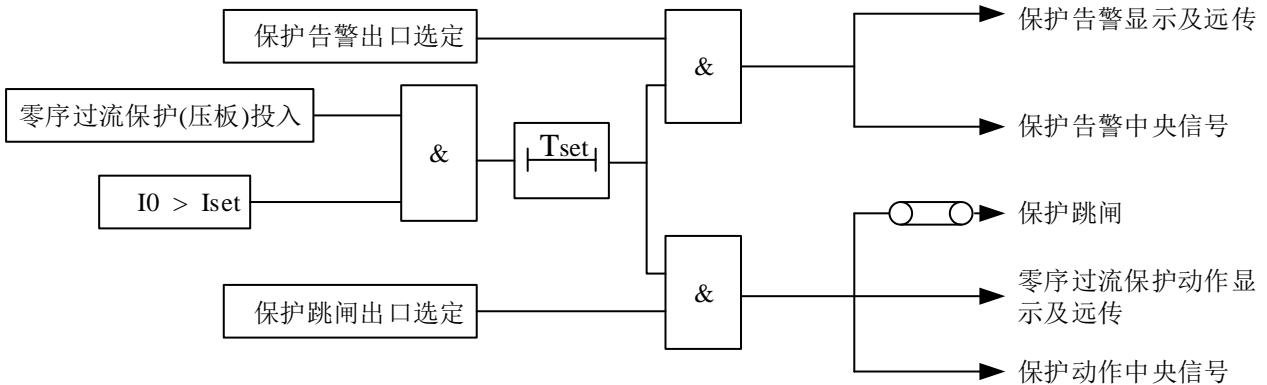 保护告警出口选定
&
保护告警显示及远传
保护告警中央信号
零序过流保护(压板)投入
&
Tset
I0 > Iset
保护跳闸出口选定
&
保护跳闸
零序过流保护动作显
示及远传
保护动作中央信号